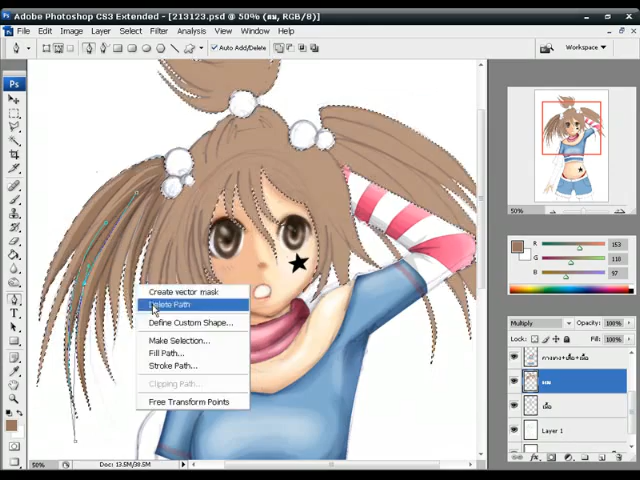 Adobe Photoshop CS3 Extended - [213123.psd @ 50% (ผม, RGB/8)]
File Edit Image Layer Select Filter Analysis View Window Help
Auto Add/Delete
Workspace
Ps
50%
R 153
G 118
B 97
Create vector mask
Delete Path
Define Custom Shape...
Make Selection...
Fill Path...
Stroke Path...
Clipping Path...
Free Transform Points
Multiply Opacity:
Lock: Fill:
ผม
เสื้อ
Layer 1
50% Doc: 13.5M/38.5M